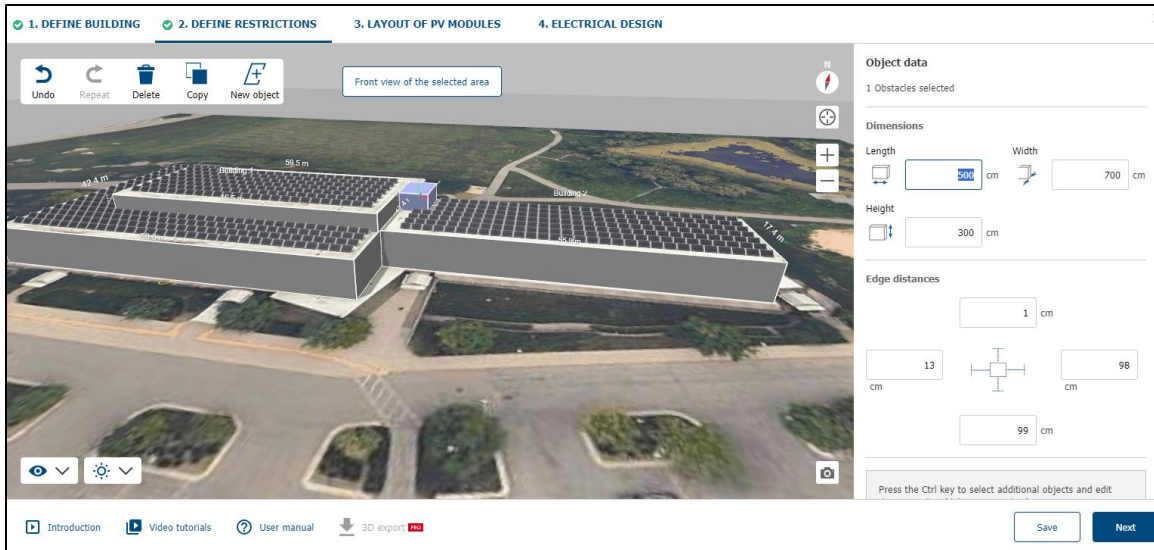 1. DEFINE BUILDING
2. DEFINE RESTRICTIONS
3. LAYOUT OF PV MODULES
4. ELECTRICAL DESIGN
Undo
Repeat
Delete
Copy
New object
Front view of the selected area
N
59,5 m
42,4 m
Building 1
Building 2
17,4 m
55,9 m
Object data
1 Obstacles selected
Dimensions
Length
Width
500 cm
700 cm
Height
300 cm
Edge distances
1 cm
13
cm
98
cm
99 cm
Press the Ctrl key to select additional objects and edit
Introduction
Video tutorials
User manual
3D export PRO
Save
Next